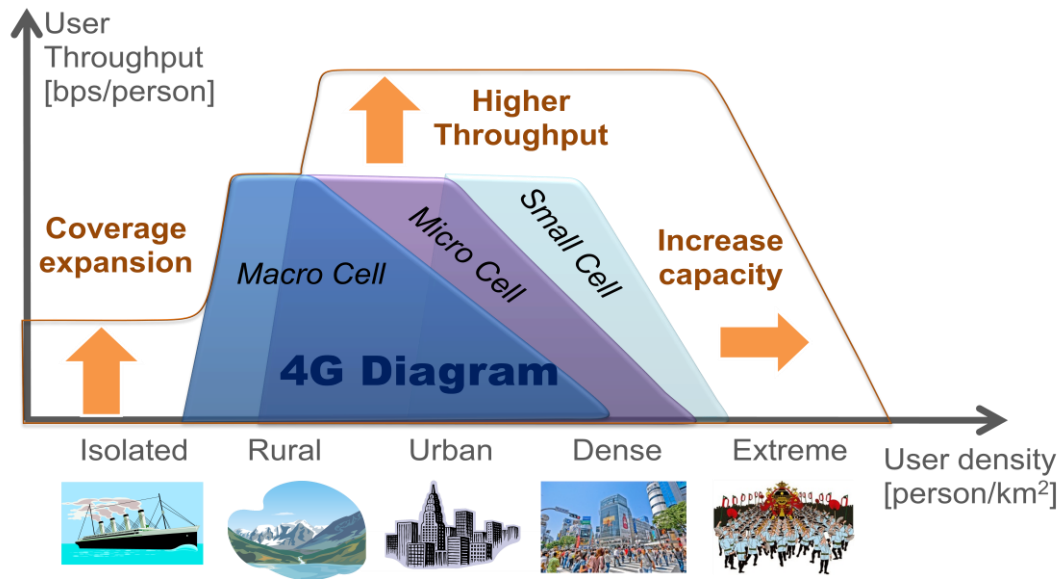 User
Throughput
[bps/person]
Higher
Throughput
Coverage
expansion
Macro Cell
Micro Cell
Small Cell
Increase
capacity
4G Diagram
Isolated
Rural
Urban
Dense
Extreme
User density
[person/km²]